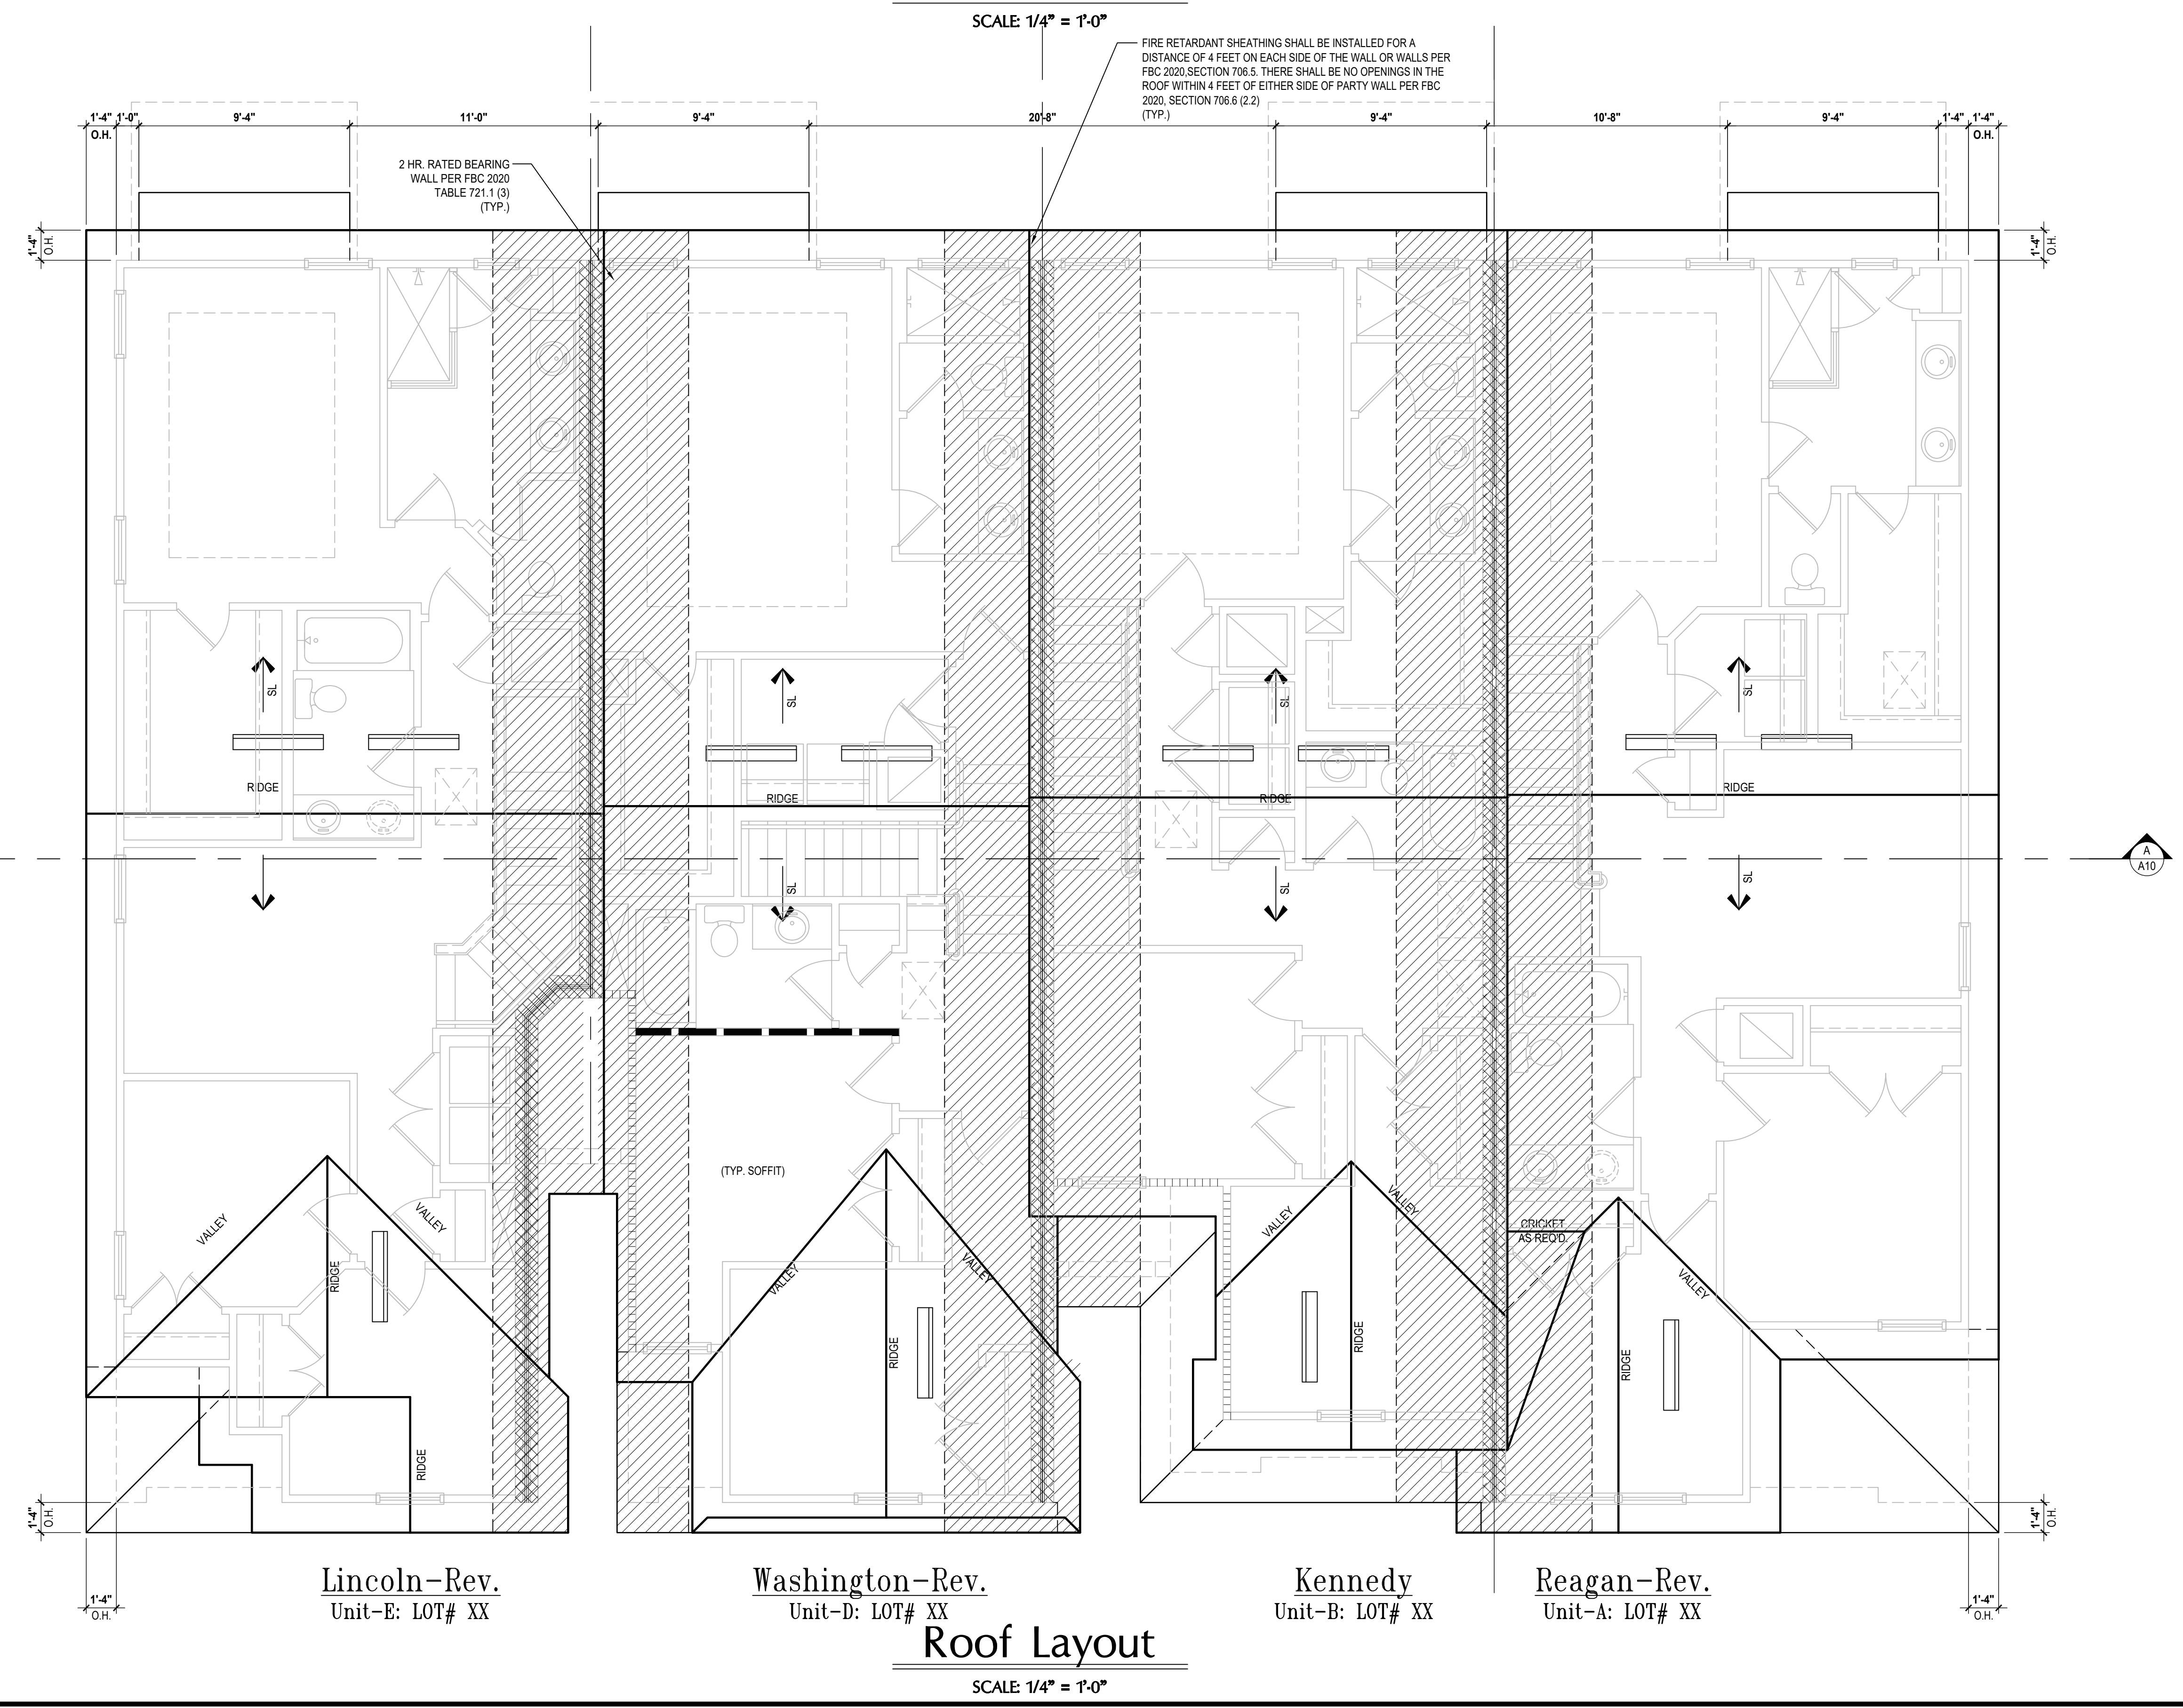 SCALE: 1/4" = 1'-0"
FIRE RETARDANT SHEATHING SHALL BE INSTALLED FOR A
DISTANCE OF 4 FEET ON EACH SIDE OF THE WALL OR WALLS PER
FBC 2020,SECTION 706.5. THERE SHALL BE NO OPENINGS IN THE
ROOF WITHIN 4 FEET OF EITHER SIDE OF PARTY WALL PER FBC
2020, SECTION 706.6 (2.2)
(TYP.)
1'-4" 1'-0" 9'-4" 11'-0" 9'-4" 20'-8" 9'-4" 10'-8" 9'-4" 1'-4" 1'-4"
O.H. O.H.
2 HR. RATED BEARING
WALL PER FBC 2020
TABLE 721.1 (3)
(TYP.)
1'-4" O.H.
1'-4" O.H.
SL SL SL SL
RIDGE RIDGE RIDGE RIDGE
A
A10
SL SL SL
(TYP. SOFFIT)
VALLEY VALLEY VALLEY VALLEY VALLEY VALLEY VALLEY
CRICKET
AS REQ'D.
RIDGE RIDGE RIDGE RIDGE
RIDGE
1'-4" O.H.
1'-4" O.H.
Lincoln-Rev. Washington-Rev. Kennedy Reagan-Rev.
Unit-E: LOT# XX Unit-D: LOT# XX Unit-B: LOT# XX Unit-A: LOT# XX
1'-4" 1'-4"
O.H. O.H.
Roof Layout
SCALE: 1/4" = 1'-0"